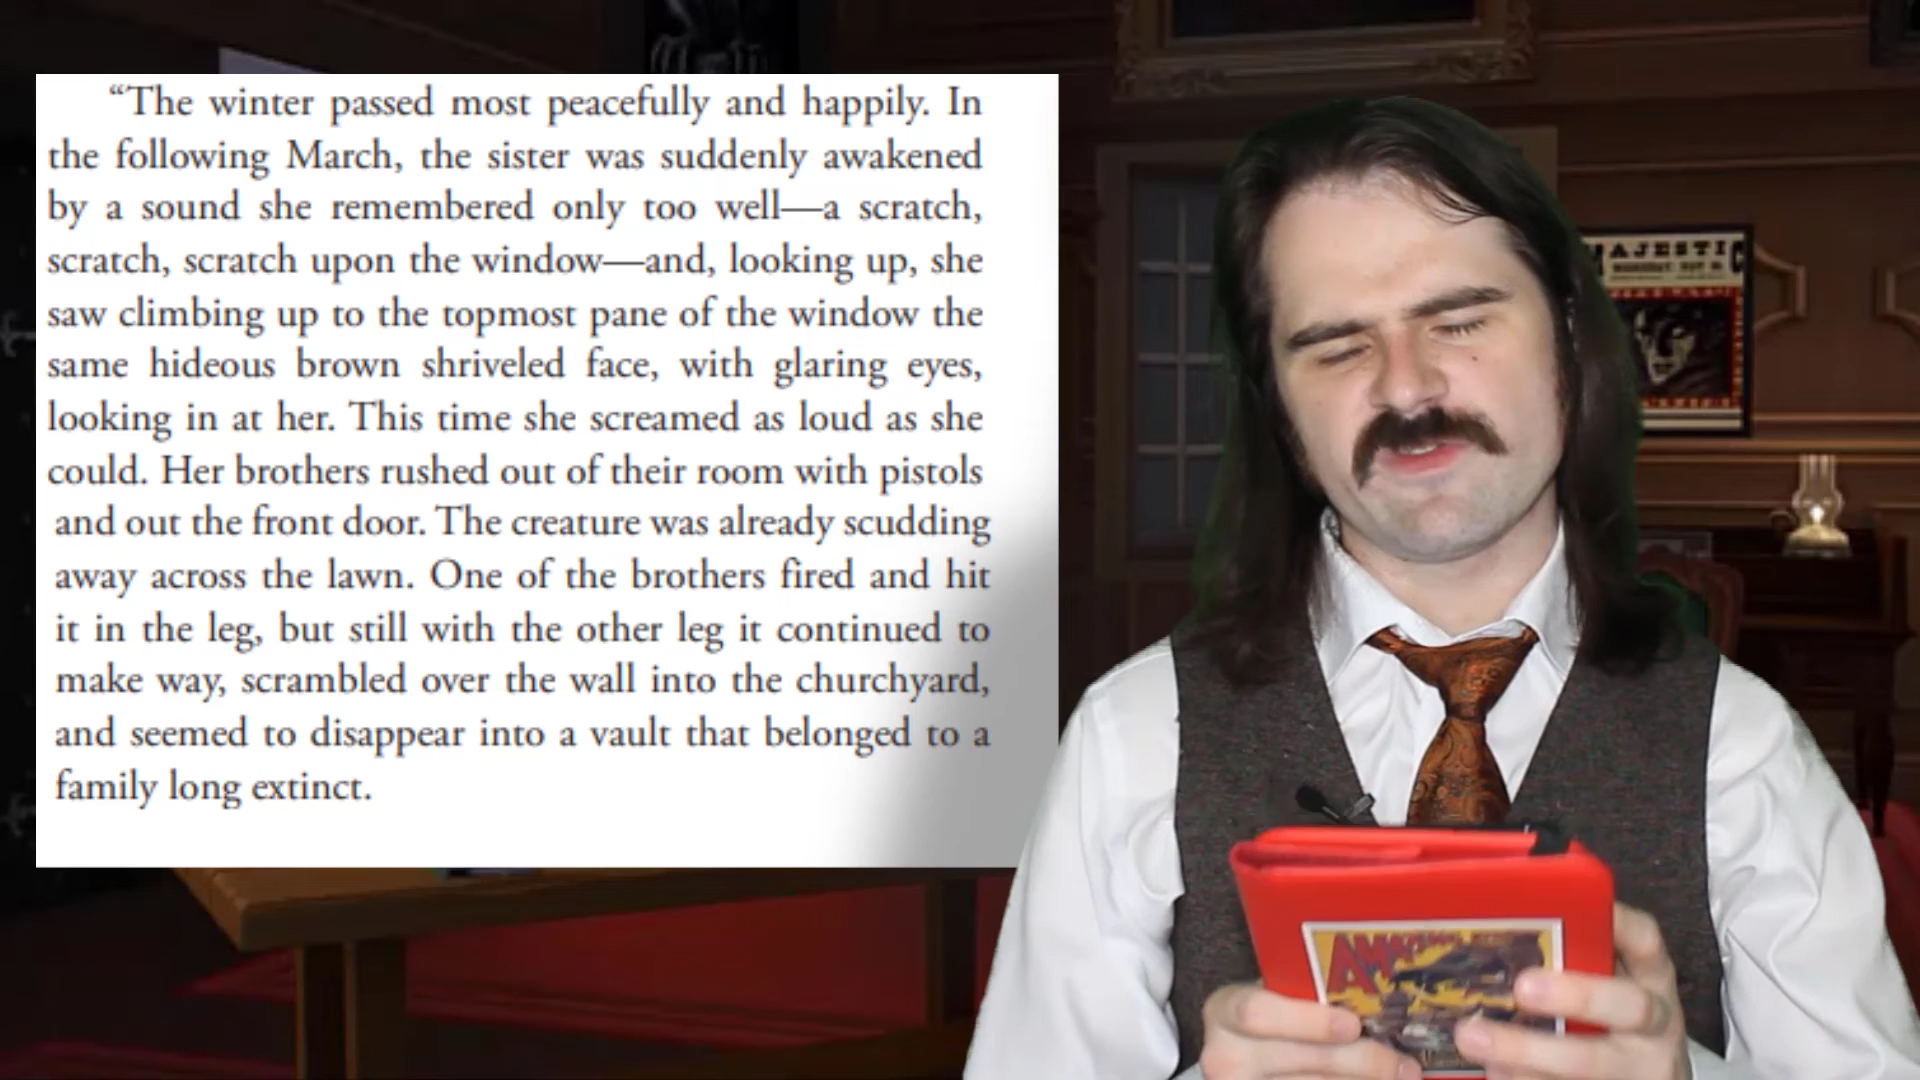 “The winter passed most peacefully and happily. In
the following March, the sister was suddenly awakened
by a sound she remembered only too well—a scratch,
scratch, scratch upon the window—and, looking up, she
saw climbing up to the topmost pane of the window the
same hideous brown shriveled face, with glaring eyes,
looking in at her. This time she screamed as loud as she
could. Her brothers rushed out of their room with pistols
and out the front door. The creature was already scudding
away across the lawn. One of the brothers fired and hit
it in the leg, but still with the other leg it continued to
make way, scrambled over the wall into the churchyard,
and seemed to disappear into a vault that belonged to a
family long extinct.
MAJESTIC